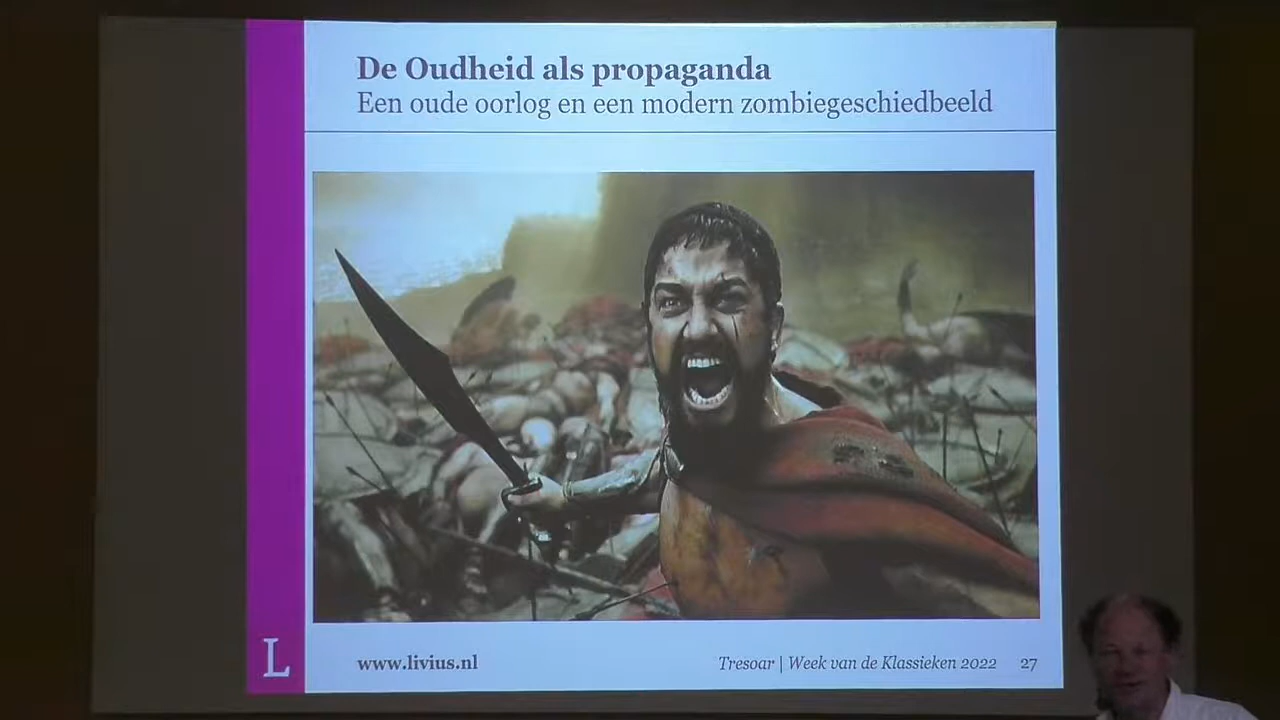 De Oudheid als propaganda
Een oude oorlog en een modern zombiegeschiedbeeld
L
www.livius.nl
Tresoar | Week van de Klassieken 2022
27